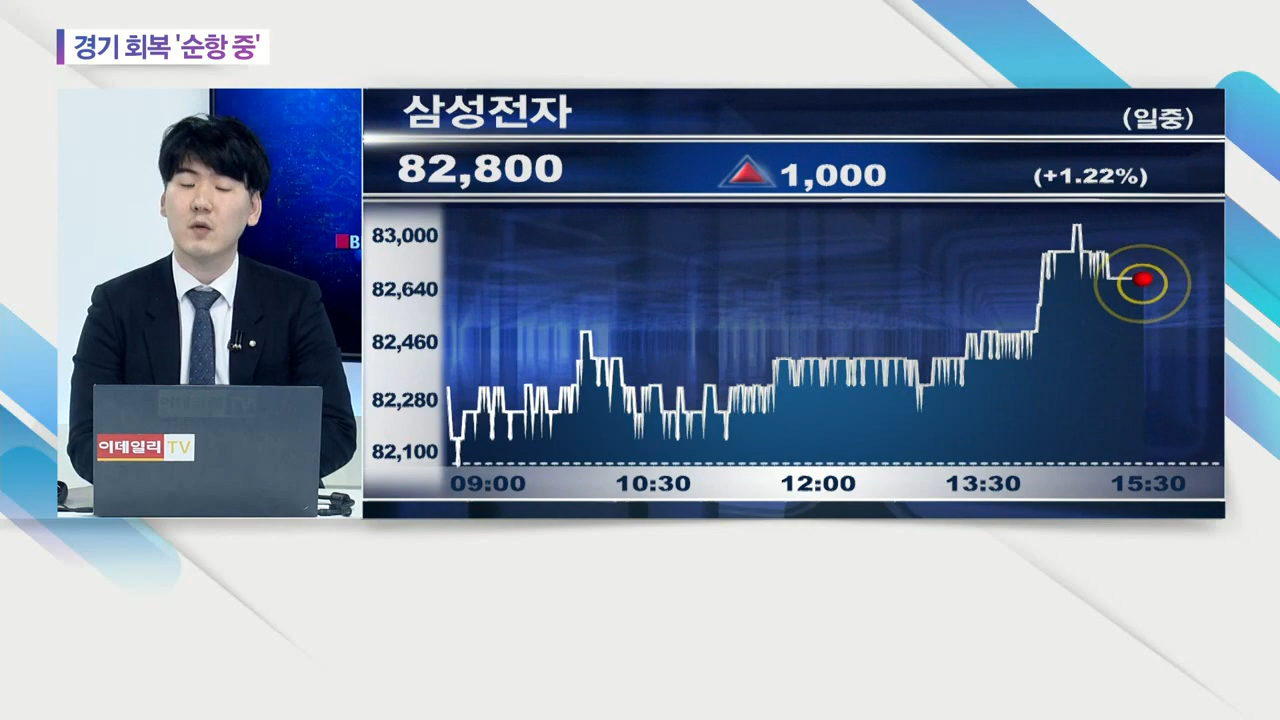 경기 회복 '순항 중'
삼성전자
(일중)
82,800
1,000
(+1.22%)
83,000
82,640
82,460
82,280
82,100
09:00
10:30
12:00
13:30
15:30
B
이데일리 TV